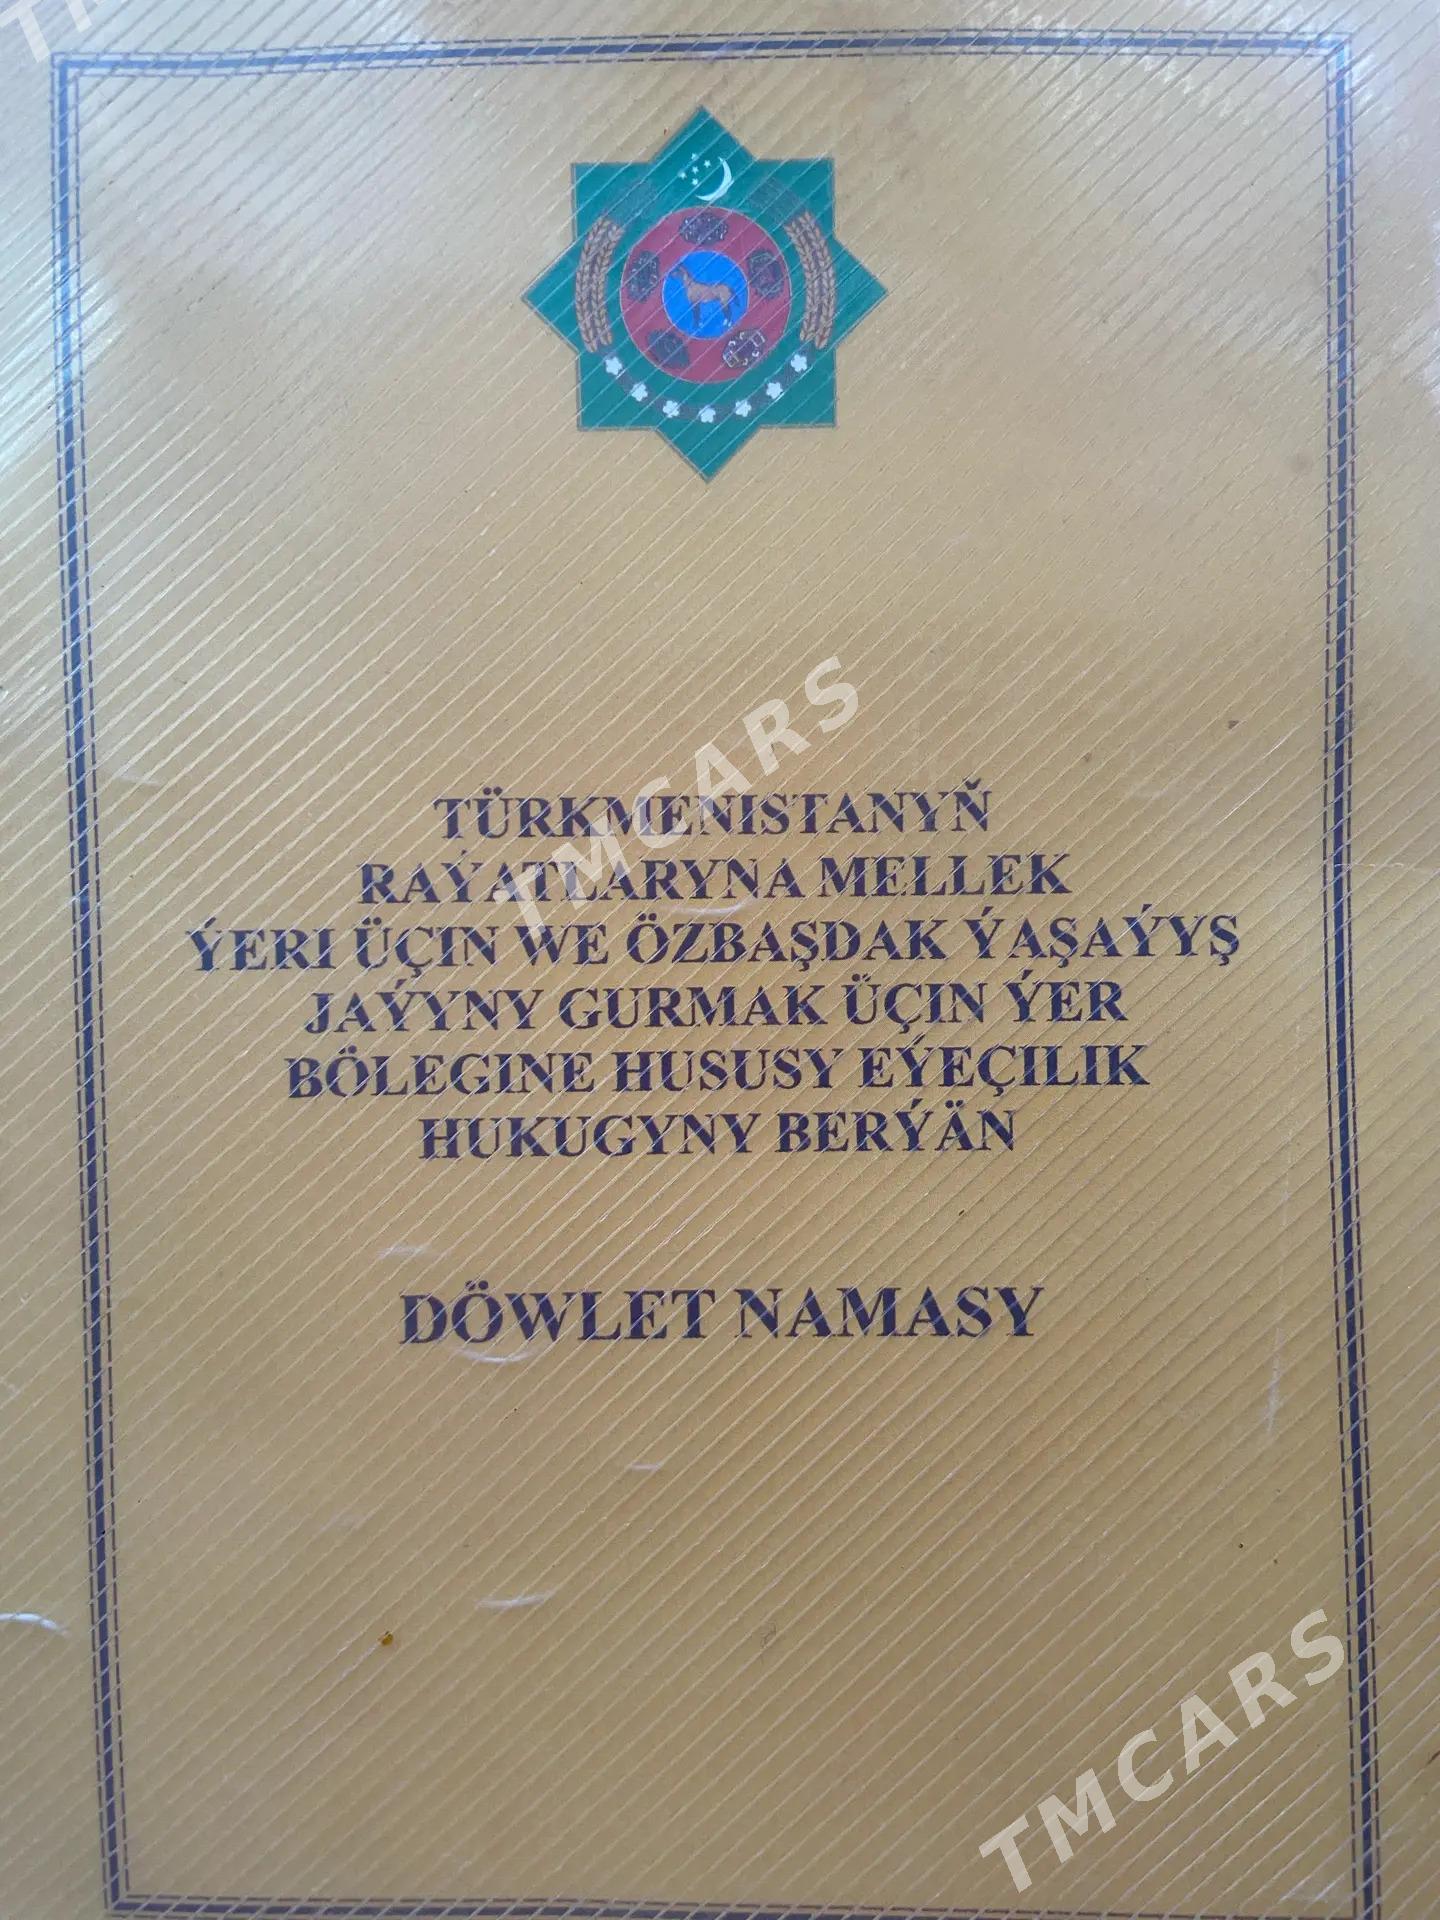 TÜRKMENISTANYŇ
RAÝATLARYNA MELLEK
ÝERI ÜÇIN WE ÖZBAŞDAK ÝAŞAÝYŞ
JAÝYNY GURMAK ÜÇIN ÝER
BÖLEGINE HUSUSY EÝEÇILIK
HUKUGYNY BERÝÄN
DÖWLET NAMASY
TMCARS
TMCARS